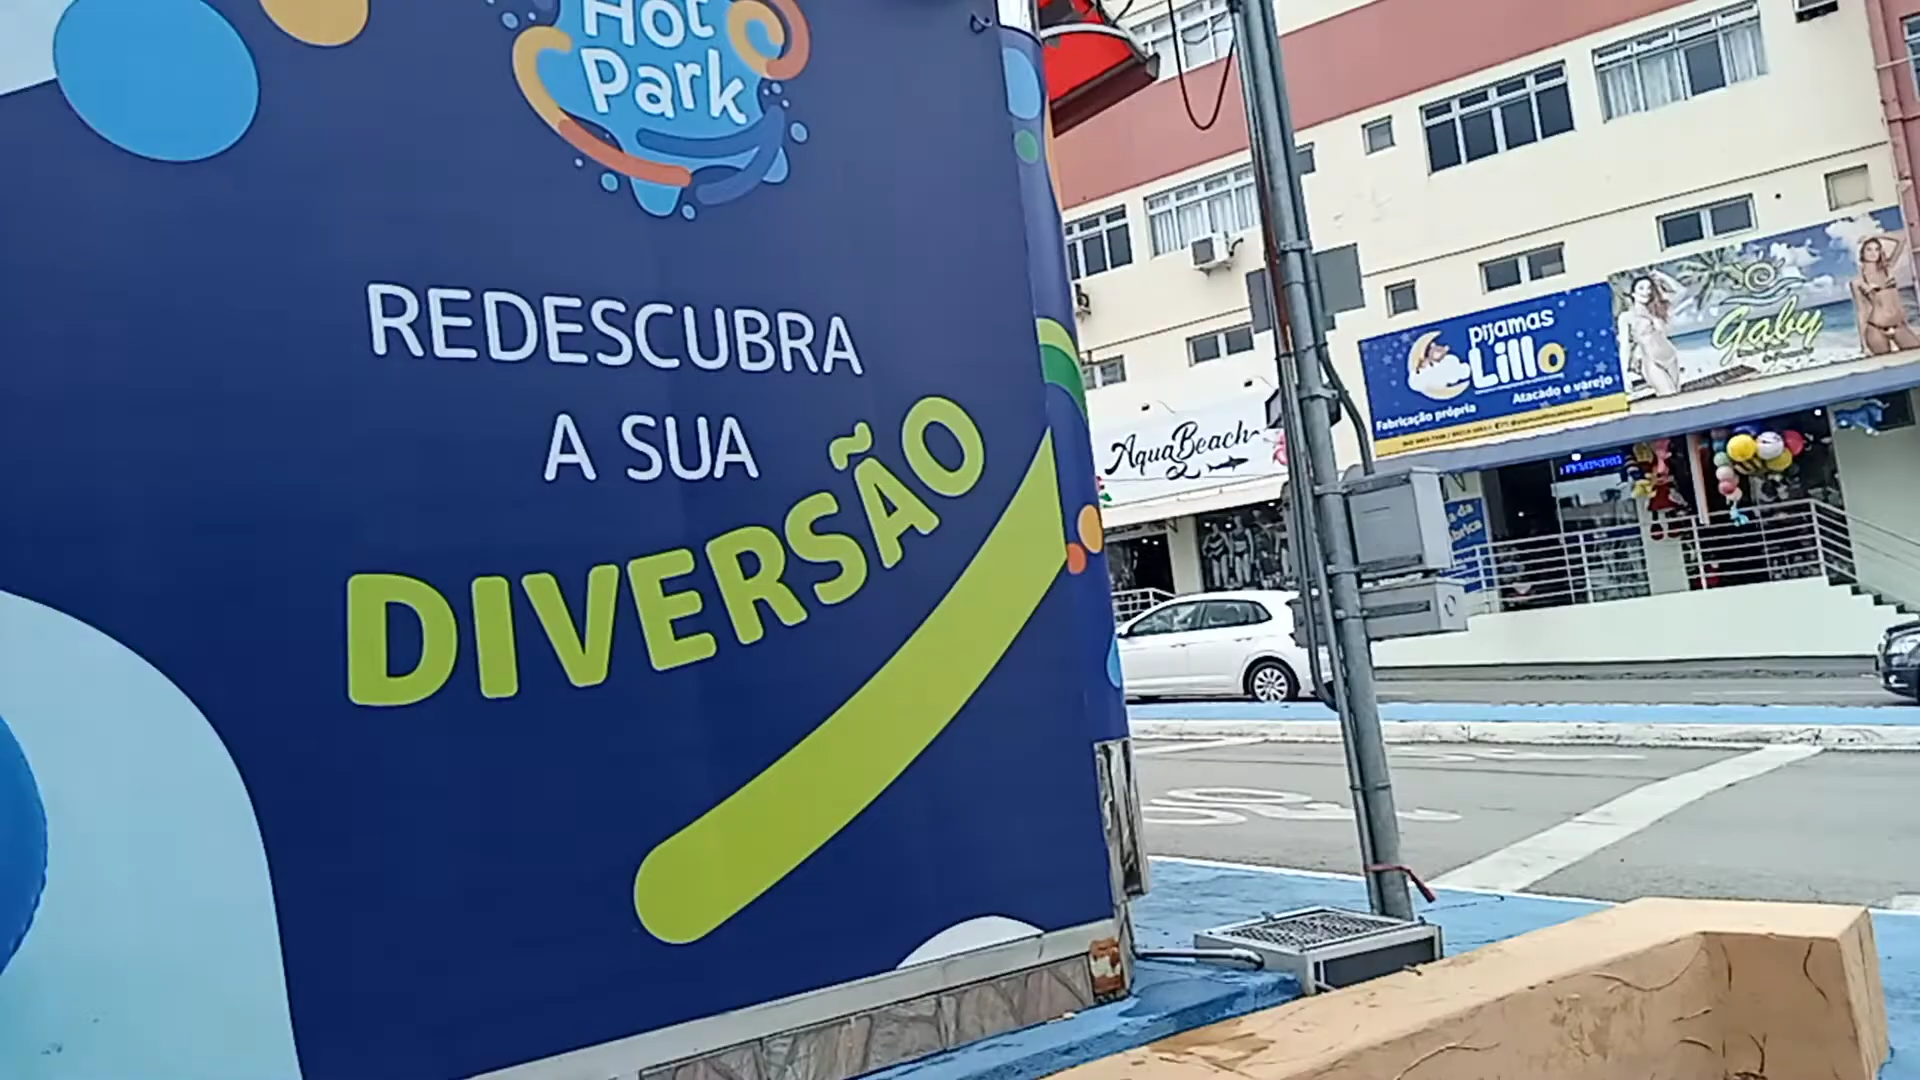 Hot
Park
REDESCUBRA
A SUA
DIVERSÃO
AquaBeach
pijamas
Lillo
Fabricação própria
Atacado e varejo
Gaby